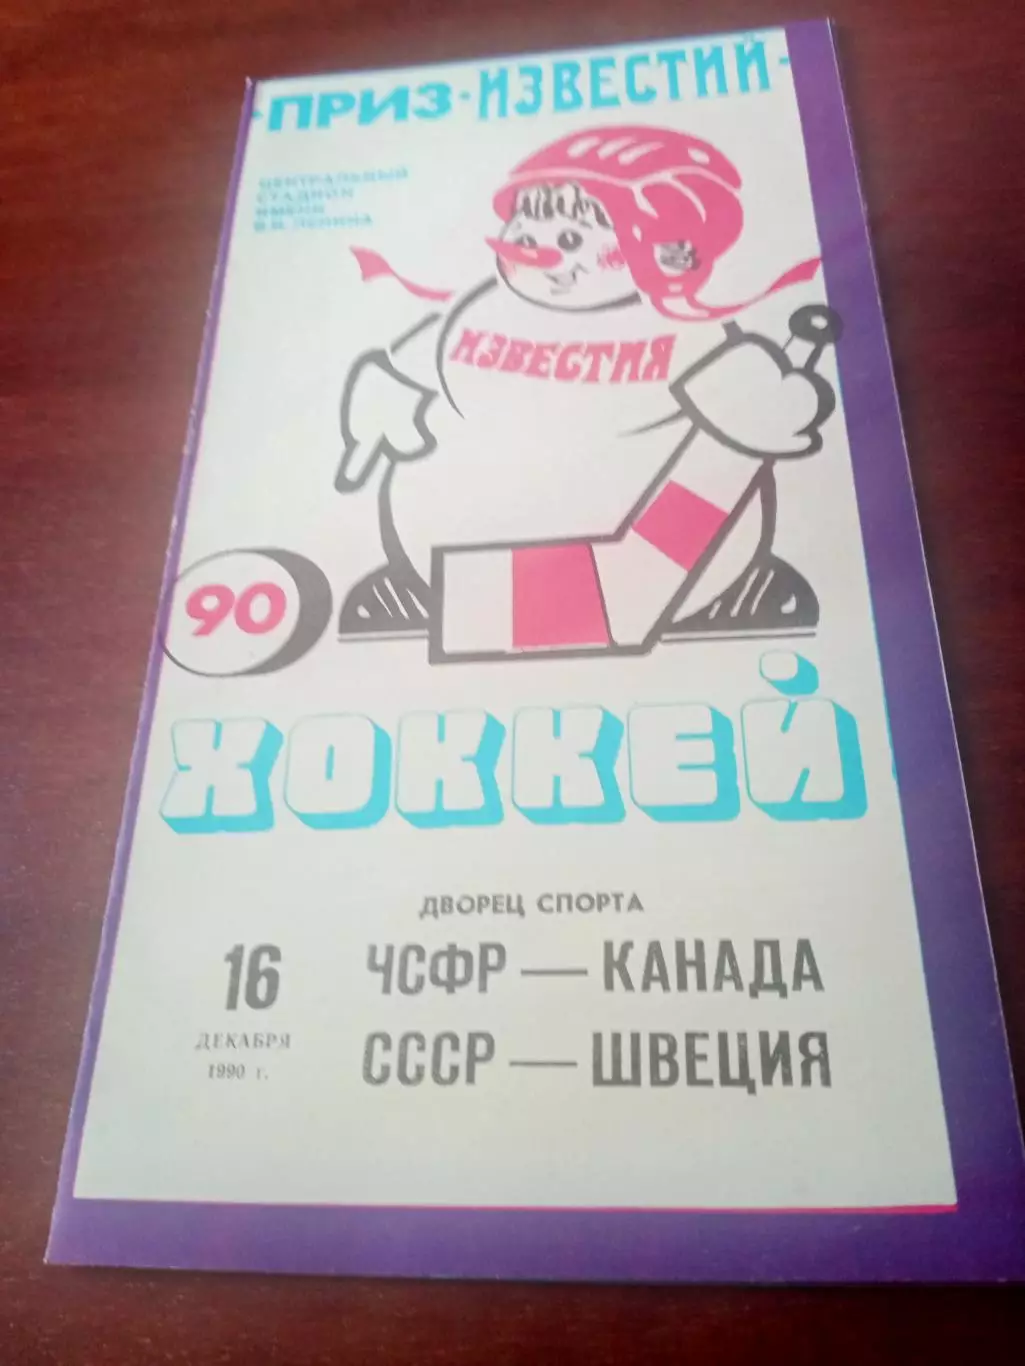 ·ПРИЗ·ИЗВЕСТИЙ·
ЦЕНТРАЛЬНЫЙ
СТАДИОН
ИМЕНИ
В.И. ЛЕНИНА
ИЗВЕСТИЯ
90
ХОККЕЙ
ДВОРЕЦ СПОРТА
16
ДЕКАБРЯ
1990 г.
ЧСФР — КАНАДА
СССР — ШВЕЦИЯ